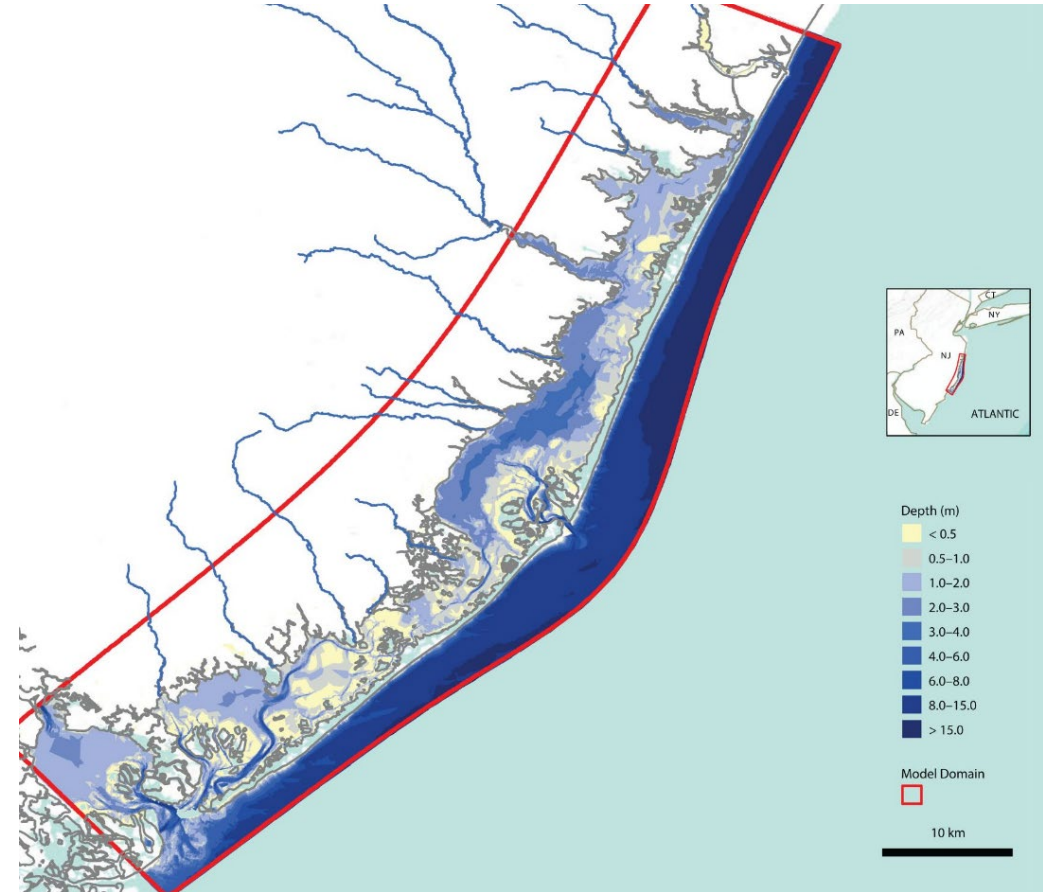 CT
NY
PA
NJ
DE
ATLANTIC
Depth (m)
< 0.5
0.5–1.0
1.0–2.0
2.0–3.0
3.0–4.0
4.0–6.0
6.0–8.0
8.0–15.0
> 15.0
Model Domain
10 km